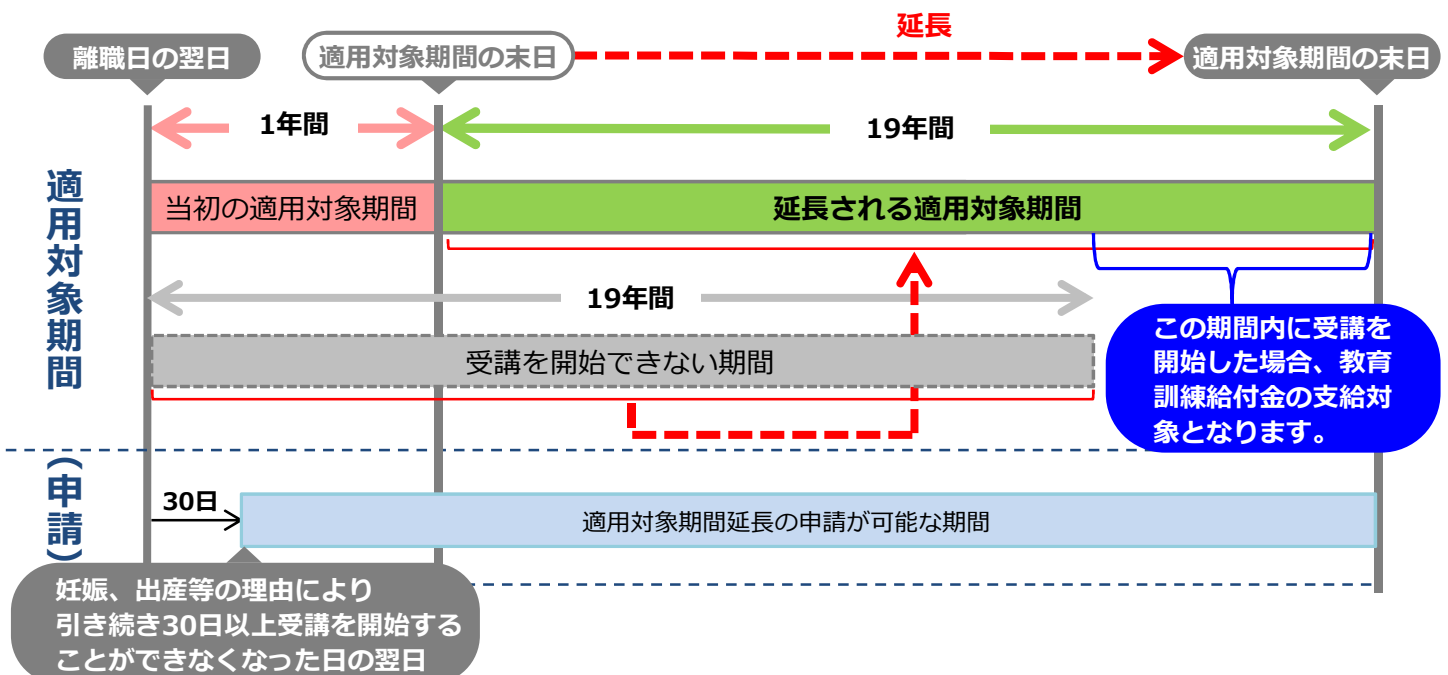 延長
離職日の翌日
適用対象期間の末日
適用対象期間の末日
1年間
19年間
適用対象期間
当初の適用対象期間
延長される適用対象期間
19年間
受講を開始できない期間
この期間内に受講を
開始した場合、教育
訓練給付金の支給対
象となります。
(申請)
30日
適用対象期間延長の申請が可能な期間
妊娠、出産等の理由により
引き続き30日以上受講を開始する
ことができなくなった日の翌日